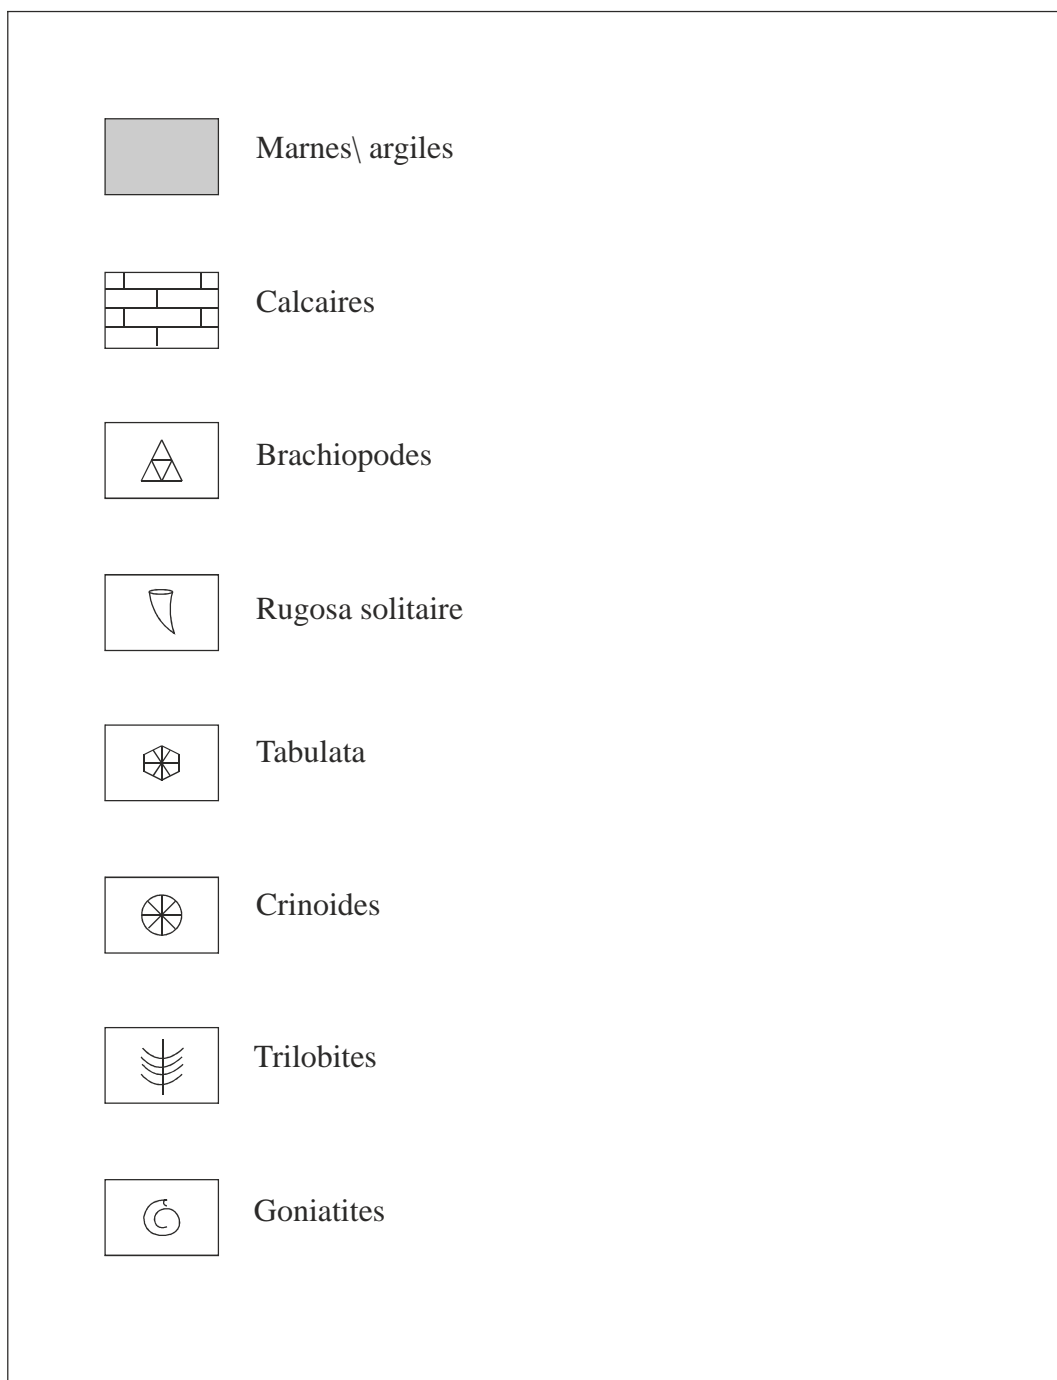 Marnes\ argiles
Calcaires
Brachiopodes
Rugosa solitaire
Tabulata
Crinoides
Trilobites
Goniatites